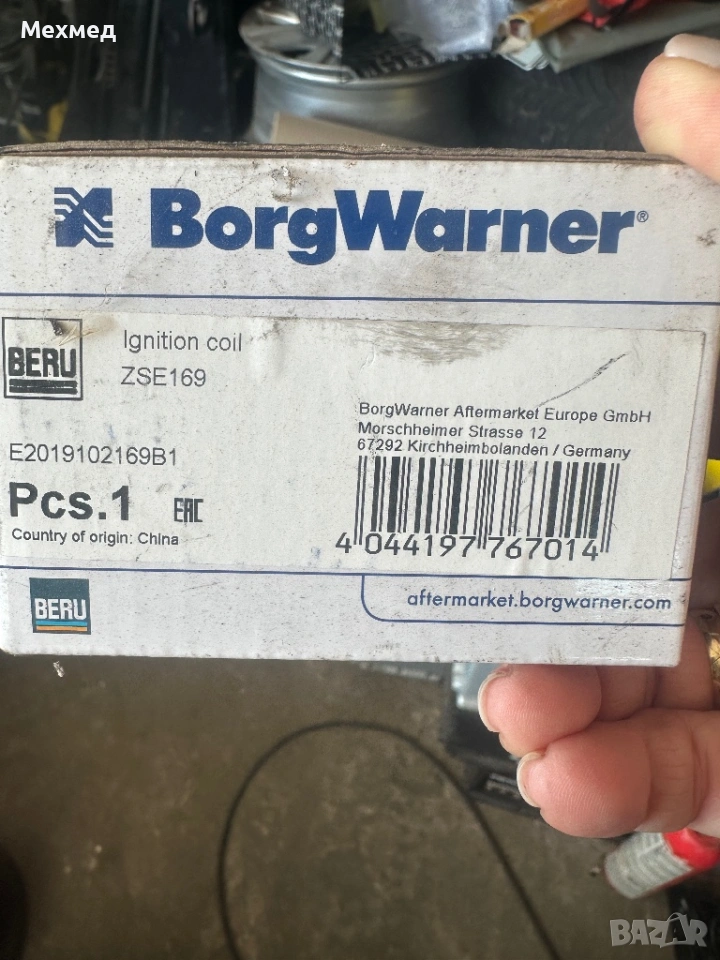 Мехмед
BorgWarner®
BERU
Ignition coil
ZSE169
BorgWarner Aftermarket Europe GmbH
Morschheimer Strasse 12
67292 Kirchheimbolanden / Germany
E2019102169B1
Pcs.1 EAC
Country of origin: China
4 044197 767014
BERU
aftermarket.borgwarner.com
BAZAR